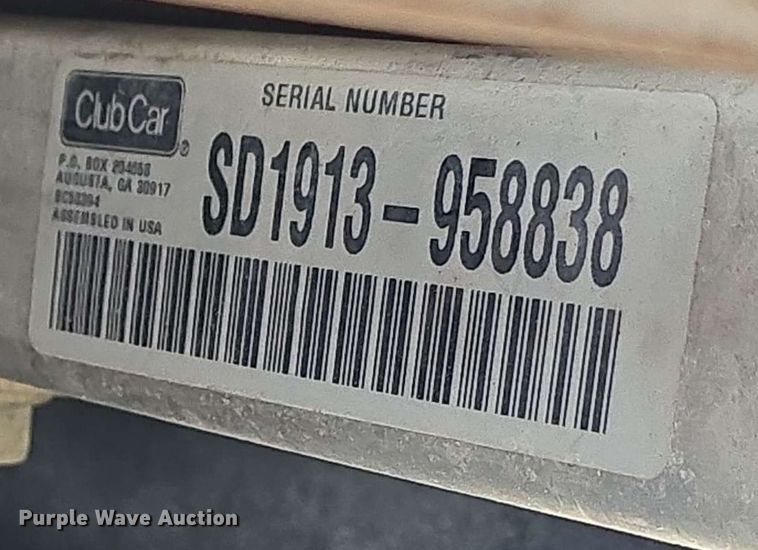 Club Car
®
SERIAL NUMBER
P.O. BOX 204658
AUGUSTA, GA 30917
ASSEMBLED IN USA
SD1913-958838
Purple Wave Auction